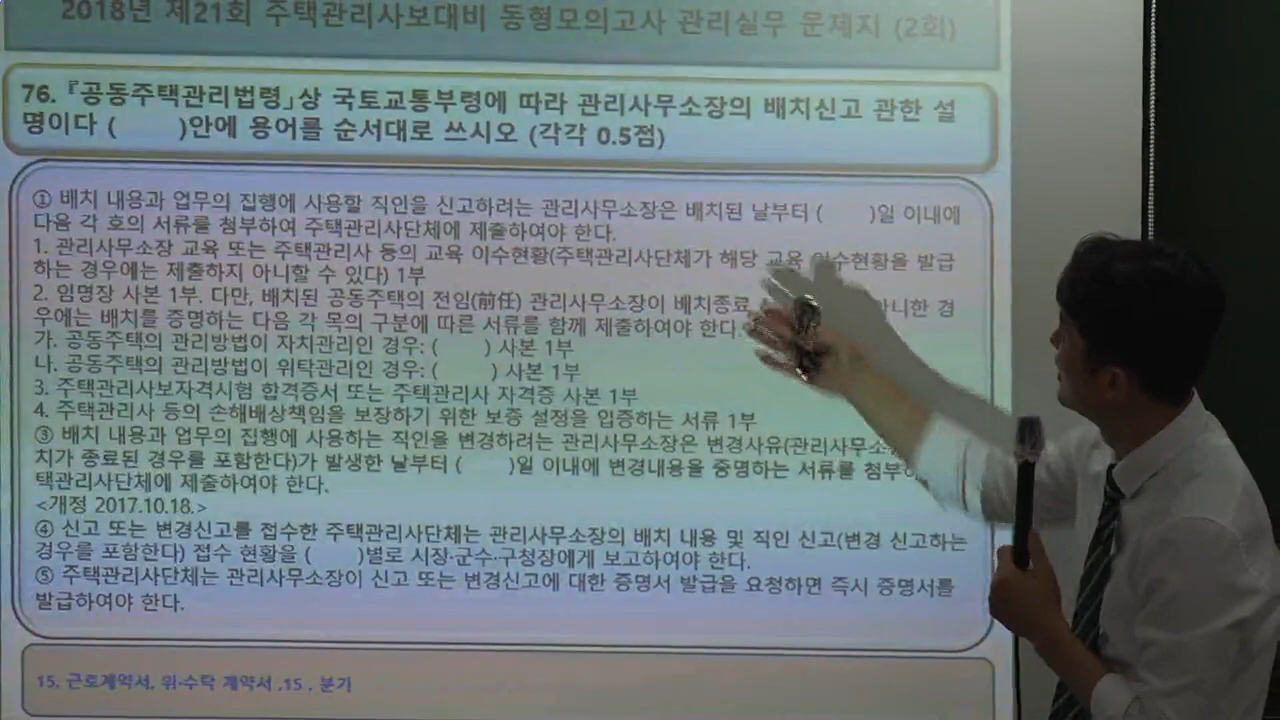 2018년 제21회 주택관리사보대비 동형모의고사 관리실무 문제지 (2회)
76.『공동주택관리법령」상 국토교통부령에 따라 관리사무소장의 배치신고 관한 설
명이다 (      )안에 용어를 순서대로 쓰시오 (각각 0.5점)
① 배치 내용과 업무의 집행에 사용할 직인을 신고하려는 관리사무소장은 배치된 날부터 (      )일 이내에
다음 각 호의 서류를 첨부하여 주택관리사단체에 제출하여야 한다.
1. 관리사무소장 교육 또는 주택관리사 등의 교육 이수현황(주택관리사단체가 해당 교육 이수현황을 발급
하는 경우에는 제출하지 아니할 수 있다) 1부
2. 임명장 사본 1부. 다만, 배치된 공동주택의 전임(前任) 관리사무소장이 배치종료 아니한 경
우에는 배치를 증명하는 다음 각 목의 구분에 따른 서류를 함께 제출하여야 한다.
가. 공동주택의 관리방법이 자치관리인 경우: (      ) 사본 1부
나. 공동주택의 관리방법이 위탁관리인 경우: (      ) 사본 1부
3. 주택관리사보자격시험 합격증서 또는 주택관리사 자격증 사본 1부
4. 주택관리사 등의 손해배상책임을 보장하기 위한 보증 설정을 입증하는 서류 1부
③ 배치 내용과 업무의 집행에 사용하는 직인을 변경하려는 관리사무소장은 변경사유(관리사무소
치가 종료된 경우를 포함한다)가 발생한 날부터 (      )일 이내에 변경내용을 증명하는 서류를 첨부하
택관리사단체에 제출하여야 한다.
<개정 2017.10.18.>
④ 신고 또는 변경신고를 접수한 주택관리사단체는 관리사무소장의 배치 내용 및 직인 신고(변경 신고하는
경우를 포함한다) 접수 현황을 (      )별로 시장·군수·구청장에게 보고하여야 한다.
⑤ 주택관리사단체는 관리사무소장이 신고 또는 변경신고에 대한 증명서 발급을 요청하면 즉시 증명서를
발급하여야 한다.
15, 근로계약서, 위·수탁 계약서 ,15 , 분기